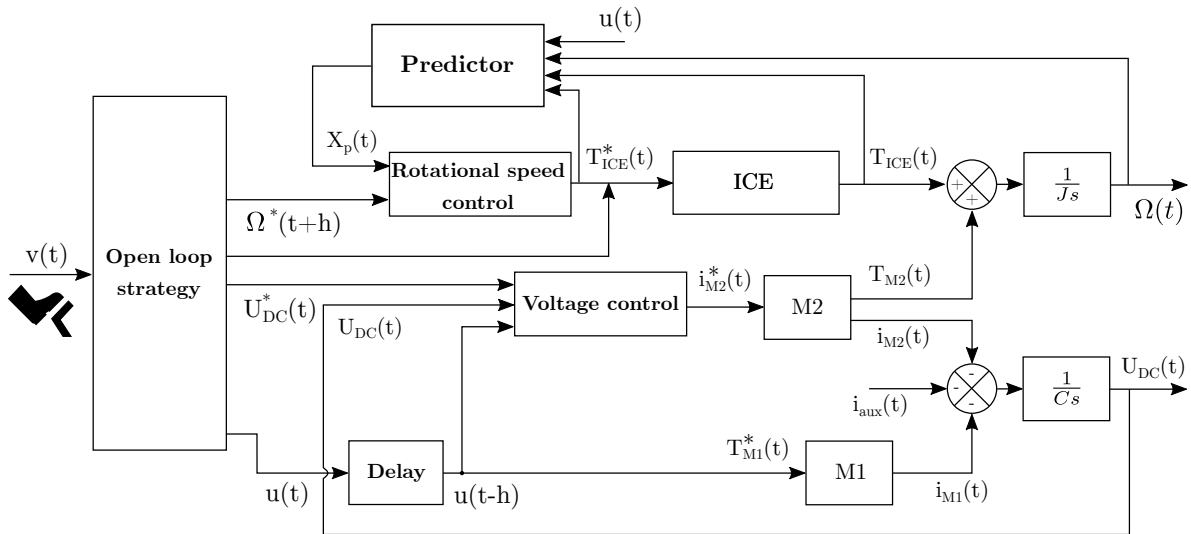 u(t)
Predictor
X_p(t)
T*_ICE(t)
T_ICE(t)
Rotational speed
control
ICE
+
+
1
Js
Ω*(t+h)
Ω(t)
v(t)
Open loop
strategy
i*_M2(t)
T_M2(t)
U*_DC(t)
Voltage control
M2
U_DC(t)
i_M2(t)
-
-
-
1
Cs
U_DC(t)
i_aux(t)
T*_M1(t)
Delay
M1
u(t)
u(t-h)
i_M1(t)